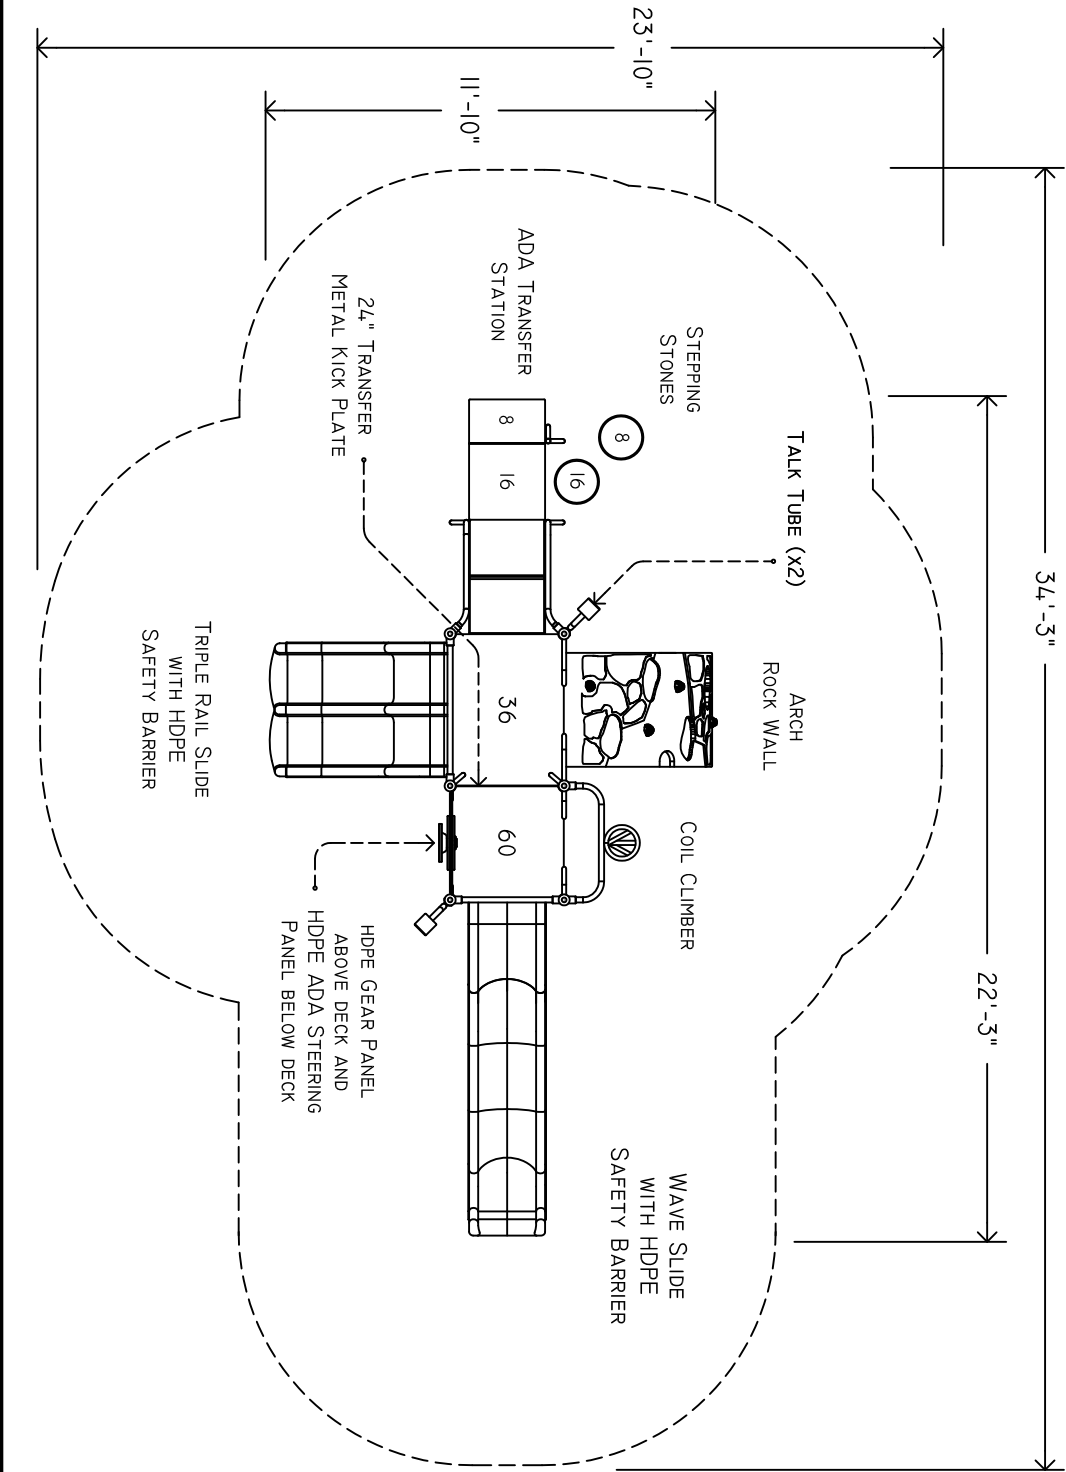 34'-3"
22'-3"
23'-10"
11'-10"
TALK TUBE (X2)
ARCH
ROCK WALL
STEPPING
STONES
COIL CLIMBER
WAVE SLIDE
WITH HDPE
SAFETY BARRIER
ADA TRANSFER
STATION
8
16
8
16
36
60
24" TRANSFER
METAL KICK PLATE
HDPE GEAR PANEL
ABOVE DECK AND
HDPE ADA STEERING
PANEL BELOW DECK
TRIPLE RAIL SLIDE
WITH HDPE
SAFETY BARRIER